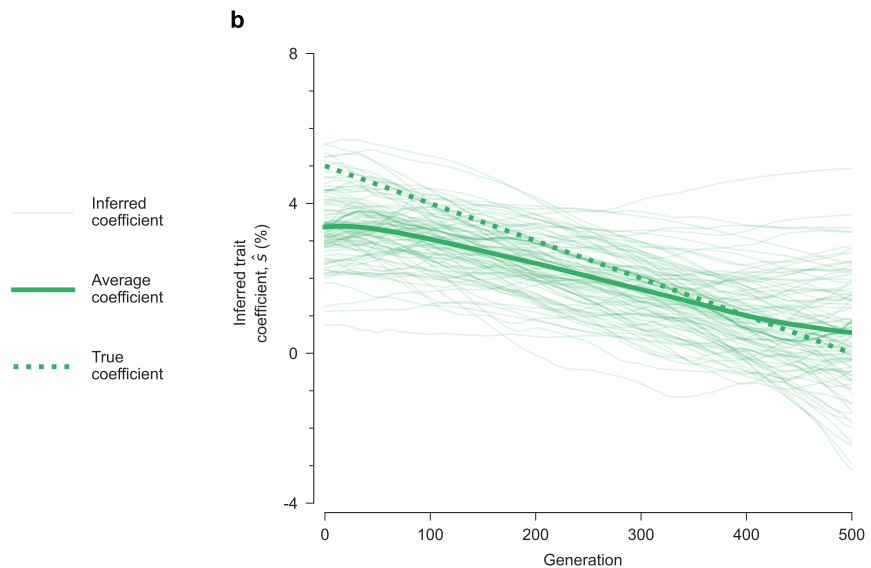 b
Inferred
coefficient
Average
coefficient
True
coefficient
Inferred trait
coefficient, ŝ (%)
8
4
0
-4
0 100 200 300 400 500
Generation